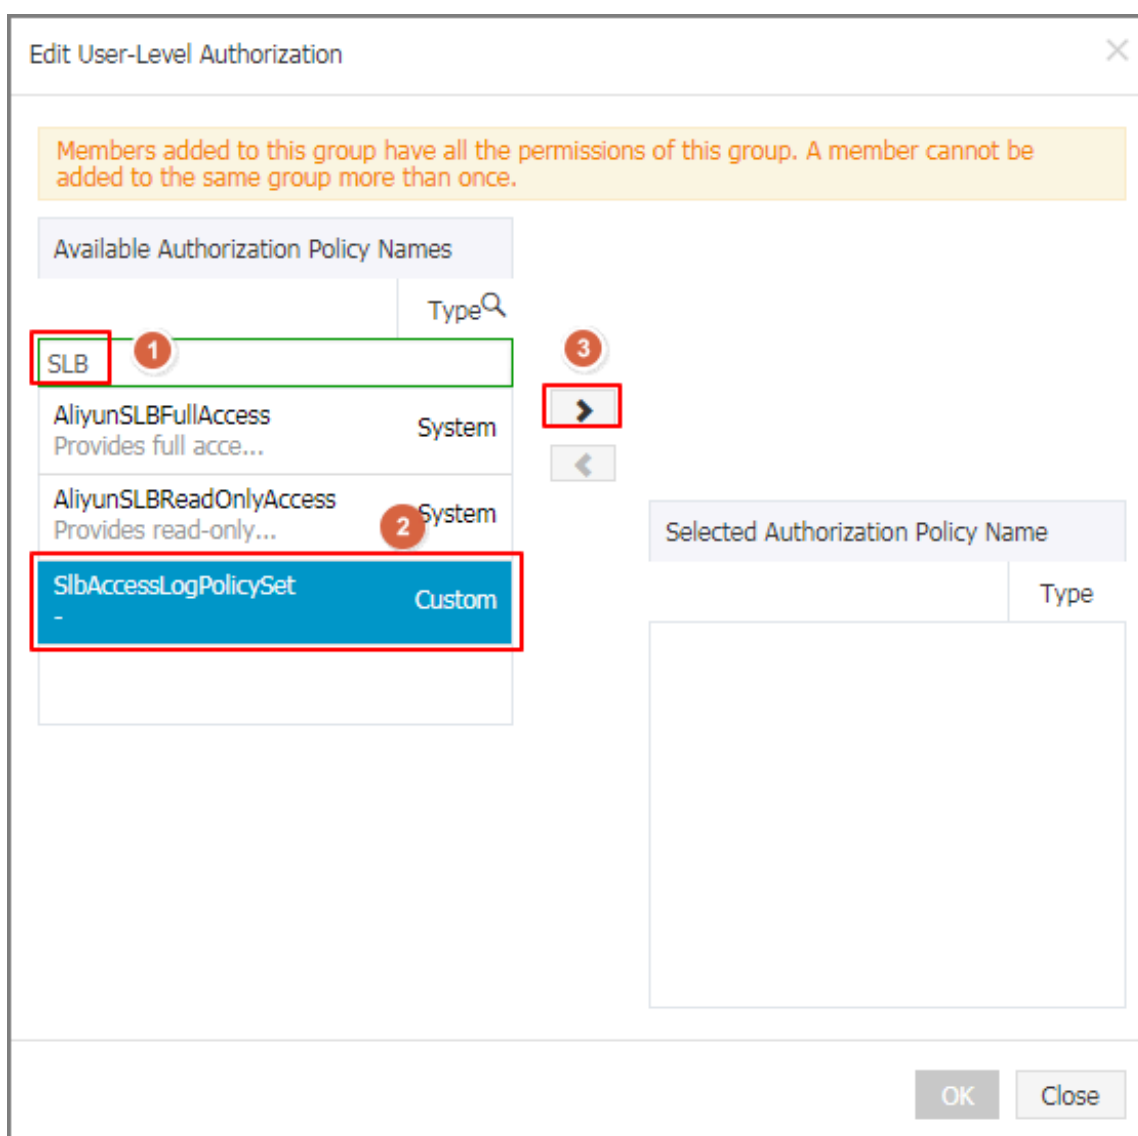 Edit User-Level Authorization
Members added to this group have all the permissions of this group. A member cannot be
added to the same group more than once.
Available Authorization Policy Names
Type
SLB
1
3
AliyunSLBFullAccess
Provides full acce...
System
AliyunSLBReadOnlyAccess
Provides read-only...
System
2
SlbAccessLogPolicySet
-
Custom
Selected Authorization Policy Name
Type
OK
Close